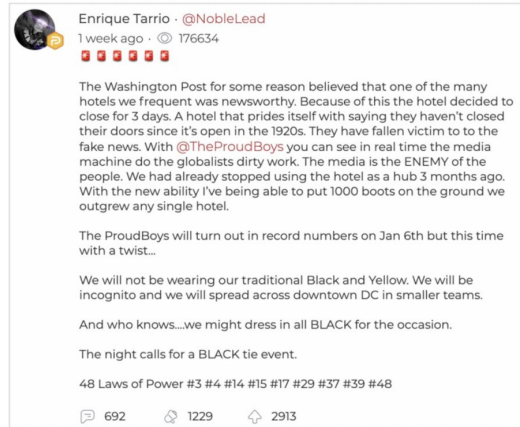 Enrique Tarrio · @NobleLead
1 week ago · 176634
The Washington Post for some reason believed that one of the many
hotels we frequent was newsworthy. Because of this the hotel decided to
close for 3 days. A hotel that prides itself with saying they haven't closed
their doors since it's open in the 1920s. They have fallen victim to to the
fake news. With @TheProudBoys you can see in real time the media
machine do the globalists dirty work. The media is the ENEMY of the
people. We had already stopped using the hotel as a hub 3 months ago.
With the new ability I've being able to put 1000 boots on the ground we
outgrew any single hotel.
The ProudBoys will turn out in record numbers on Jan 6th but this time
with a twist...
We will not be wearing our traditional Black and Yellow. We will be
incognito and we will spread across downtown DC in smaller teams.
And who knows....we might dress in all BLACK for the occasion.
The night calls for a BLACK tie event.
48 Laws of Power #3 #4 #14 #15 #17 #29 #37 #39 #48
692 1229 2913